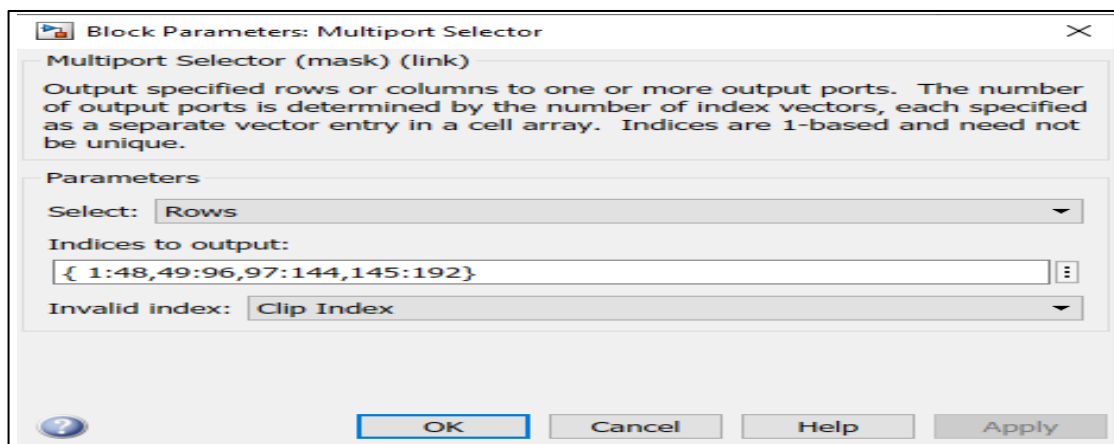 Block Parameters: Multiport Selector
Multiport Selector (mask) (link)
Output specified rows or columns to one or more output ports.  The number
of output ports is determined by the number of index vectors, each specified
as a separate vector entry in a cell array.  Indices are 1-based and need not
be unique.
Parameters
Select: Rows
Indices to output:
{ 1:48,49:96,97:144,145:192}
Invalid index: Clip Index
? OK Cancel Help Apply